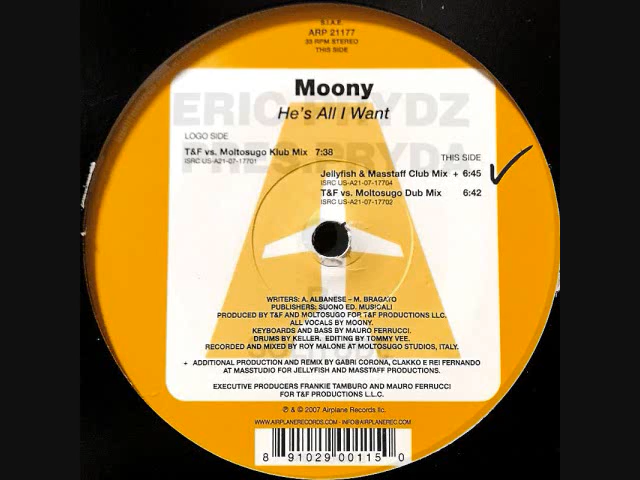 S.I.A.E.
ARP 21177
33 RPM STEREO
THIS SIDE
ERIC PRYDZ
Moony
He's All I Want
LOGO SIDE
T&F vs. Moltosugo Klub Mix 7:38
ISRC US-A21-07-17701
PRES. PRYDA
THIS SIDE
Jellyfish & Masstaff Club Mix + 6:45
ISRC US-A21-07-17704
T&F vs. Moltosugo Dub Mix 6:42
ISRC US-A21-07-17702
WRITERS: A. ALBANESE – M. BRAGATO
PUBLISHERS: SUONO ED. MUSICALI
PRODUCED BY T&F AND MOLTOSUGO FOR T&F PRODUCTIONS LLC.
ALL VOCALS BY MOONY.
KEYBOARDS AND BASS BY MAURO FERRUCCI.
DRUMS BY KELLER. EDITING BY TOMMY VEE.
RECORDED AND MIXED BY ROY MALONE AT MOLTOSUGO STUDIOS, ITALY.
+ ADDITIONAL PRODUCTION AND REMIX BY GABRI CORONA, CLAKKO E REI FERNANDO
AT MASSTUDIO FOR JELLYFISH AND MASSTAFF PRODUCTIONS.
EXECUTIVE PRODUCERS FRANKIE TAMBURO AND MAURO FERRUCCI
FOR T&F PRODUCTIONS L.L.C.
℗ & © 2007 Airplane Records llc.
WWW.AIRPLANERECORDS.COM - INFO@AIRPLANEREC.COM
8 91029 00115 0